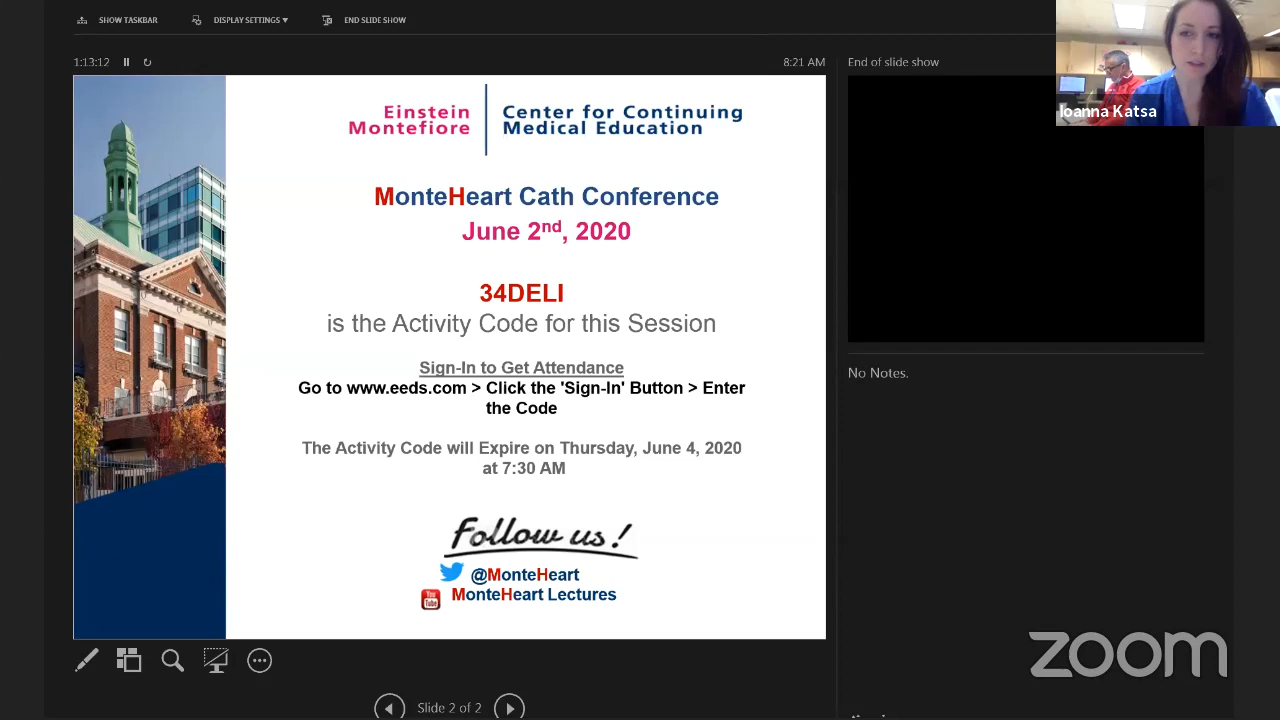 SHOW TASKBAR
DISPLAY SETTINGS ▾
END SLIDE SHOW
1:13:12
8:21 AM
End of slide show
Ioanna Katsa
Einstein
Montefiore
Center for Continuing
Medical Education
MonteHeart Cath Conference
June 2nd, 2020
34DELI
is the Activity Code for this Session
Sign-In to Get Attendance
Go to www.eeds.com > Click the 'Sign-In' Button > Enter
the Code
The Activity Code will Expire on Thursday, June 4, 2020
at 7:30 AM
Follow us!
@MonteHeart
You
Tube
MonteHeart Lectures
No Notes.
zoom
Slide 2 of 2